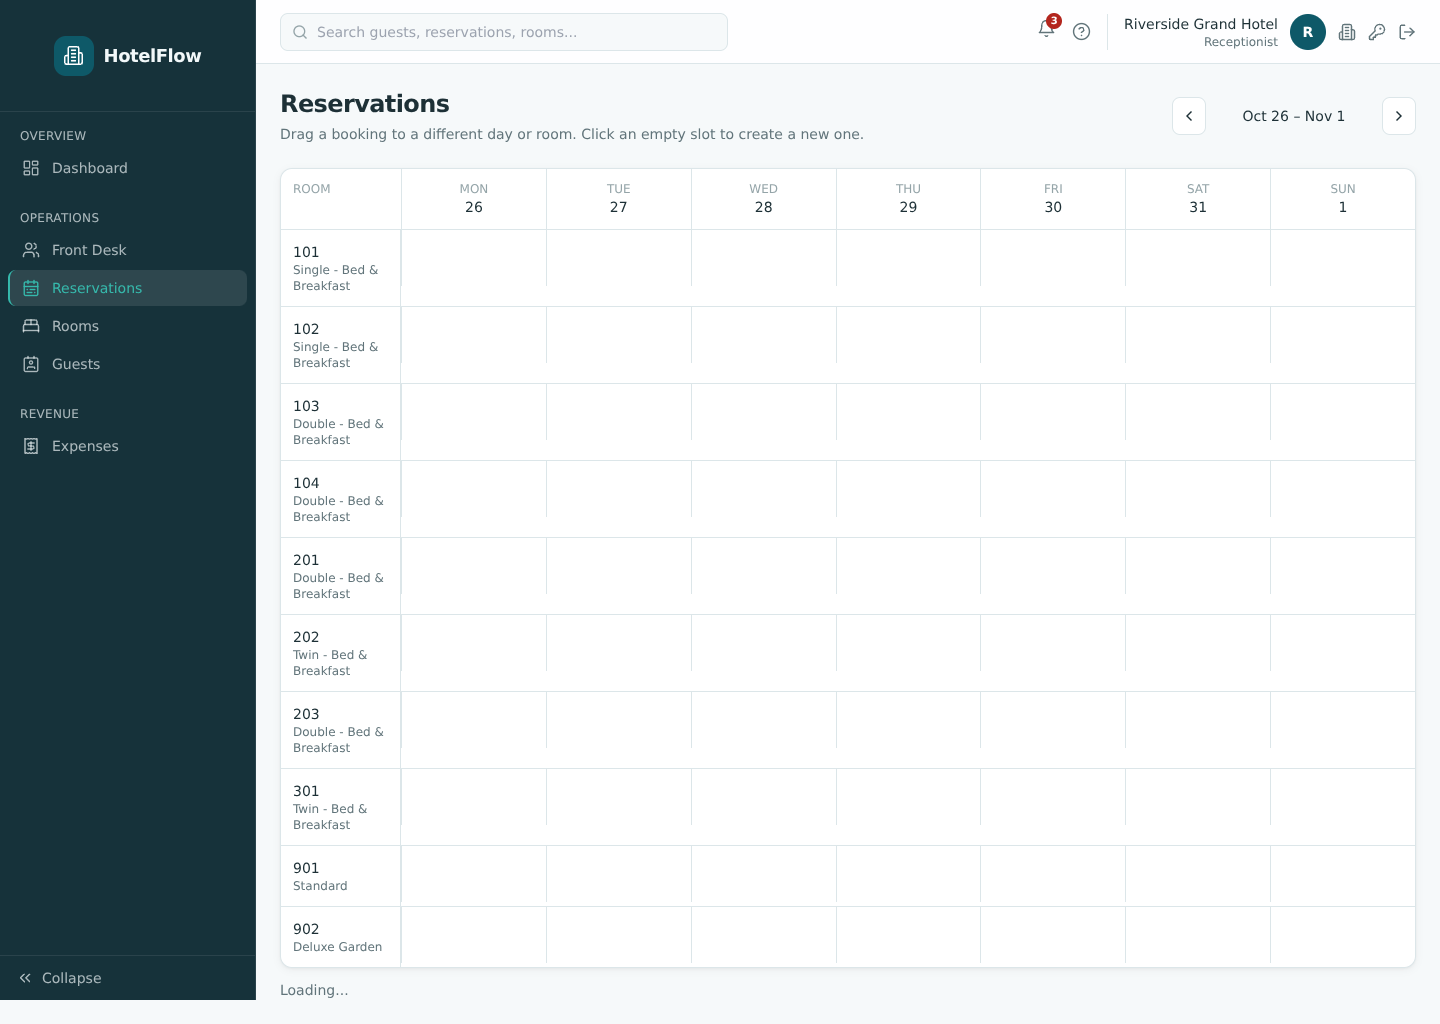 HotelFlow
OVERVIEW
Dashboard
OPERATIONS
Front Desk
Reservations
Rooms
Guests
REVENUE
Expenses
Collapse
Search guests, reservations, rooms...
3
Riverside Grand Hotel
Receptionist
R
Reservations
Drag a booking to a different day or room. Click an empty slot to create a new one.
Oct 26 – Nov 1
ROOM MON TUE WED THU FRI SAT SUN
26 27 28 29 30 31 1
101
Single - Bed &
Breakfast
102
Single - Bed &
Breakfast
103
Double - Bed &
Breakfast
104
Double - Bed &
Breakfast
201
Double - Bed &
Breakfast
202
Twin - Bed &
Breakfast
203
Double - Bed &
Breakfast
301
Twin - Bed &
Breakfast
901
Standard
902
Deluxe Garden
Loading...